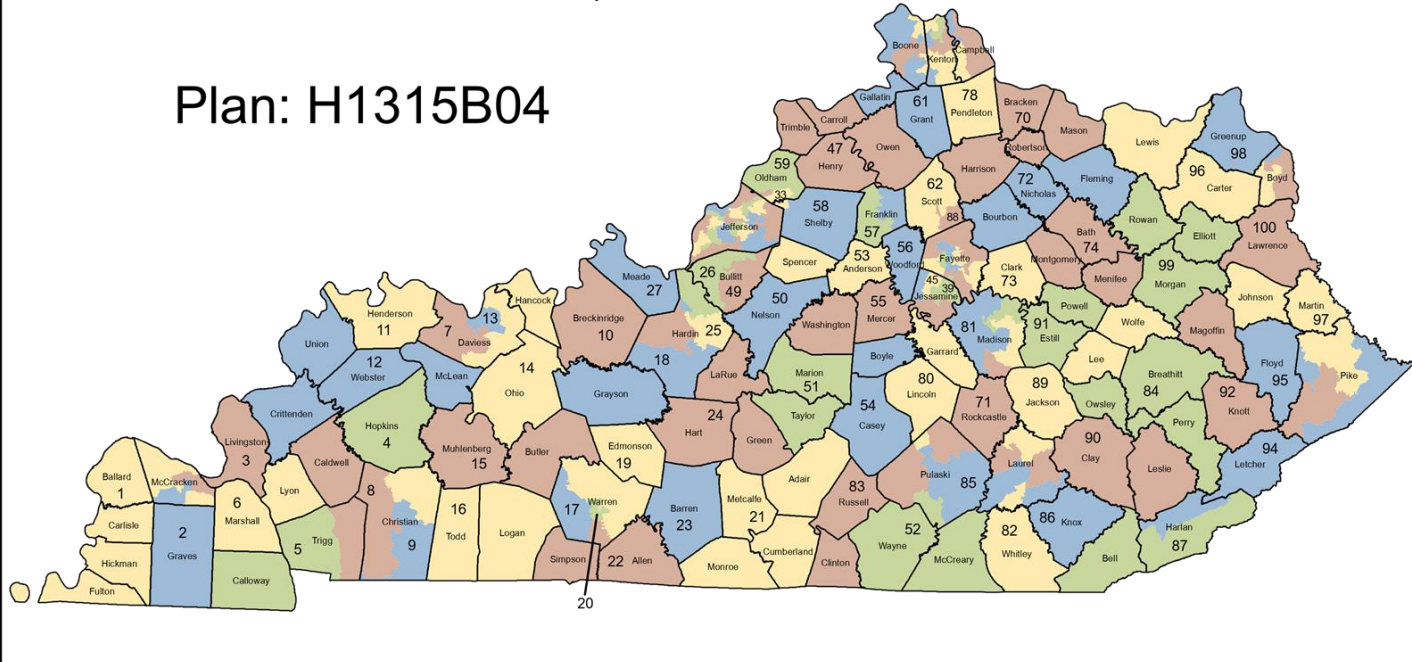 Plan: H1315B04
Boone
Kenton
Campbell
Gallatin
61
Grant
78
Pendleton
Bracken
70
Mason
Robertson
Lewis
Greenup
98
Trimble
Carroll
Owen
47
Henry
Harrison
72
Nicholas
Fleming
96
Carter
Boyd
59
Oldham
33
62
Scott
88
Rowan
Elliott
100
Lawrence
58
Shelby
Franklin
57
Bourbon
Jefferson
Bath
74
Montgomery
Menifee
56
Woodford
Fayette
Clark
73
99
Morgan
Spencer
53
Anderson
45
39
Jessamine
Meade
27
26
Bullitt
49
50
Nelson
Johnson
Martin
97
Powell
Hancock
Henderson
11
13
7
Daviess
Breckinridge
10
Hardin
25
Washington
55
Mercer
81
Madison
91
Estill
Wolfe
Magoffin
Union
Garrard
Lee
Floyd
95
Pike
12
Webster
McLean
14
Ohio
18
LaRue
Boyle
Marion
51
Breathitt
84
Grayson
80
Lincoln
71
Rockcastle
89
Jackson
Owsley
92
Knott
Crittenden
Hopkins
4
24
Hart
Green
Taylor
54
Casey
Perry
Livingston
3
Muhlenberg
15
Butler
Edmonson
19
90
Clay
Leslie
94
Letcher
Caldwell
Pulaski
85
Laurel
Ballard
1
McCracken
Lyon
8
Adair
83
Russell
6
Marshall
Christian
9
16
Todd
Logan
17
Warren
Barren
23
Metcalfe
21
86
Knox
Harlan
87
Carlisle
2
Graves
5
Trigg
52
Wayne
82
Whitley
Hickman
Simpson
22
Allen
Monroe
Cumberland
Clinton
McCreary
Bell
Calloway
Fulton
20